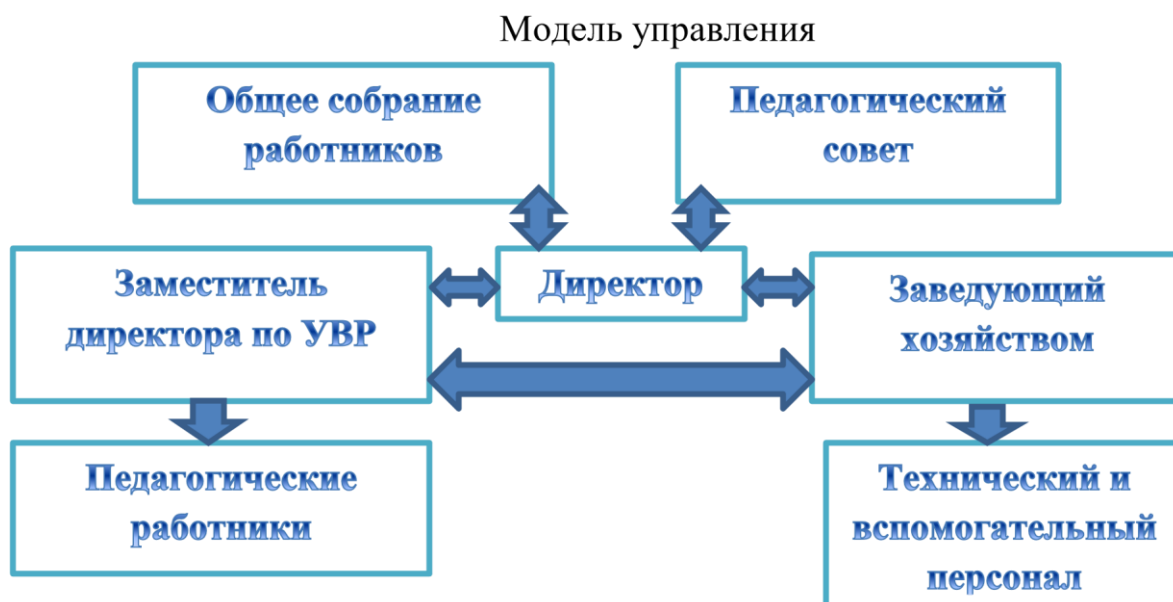 Модель управления
Общее собрание
работников
Педагогический
совет
Заместитель
директора по УВР
Директор
Заведующий
хозяйством
Педагогические
работники
Технический и
вспомогательный
персонал